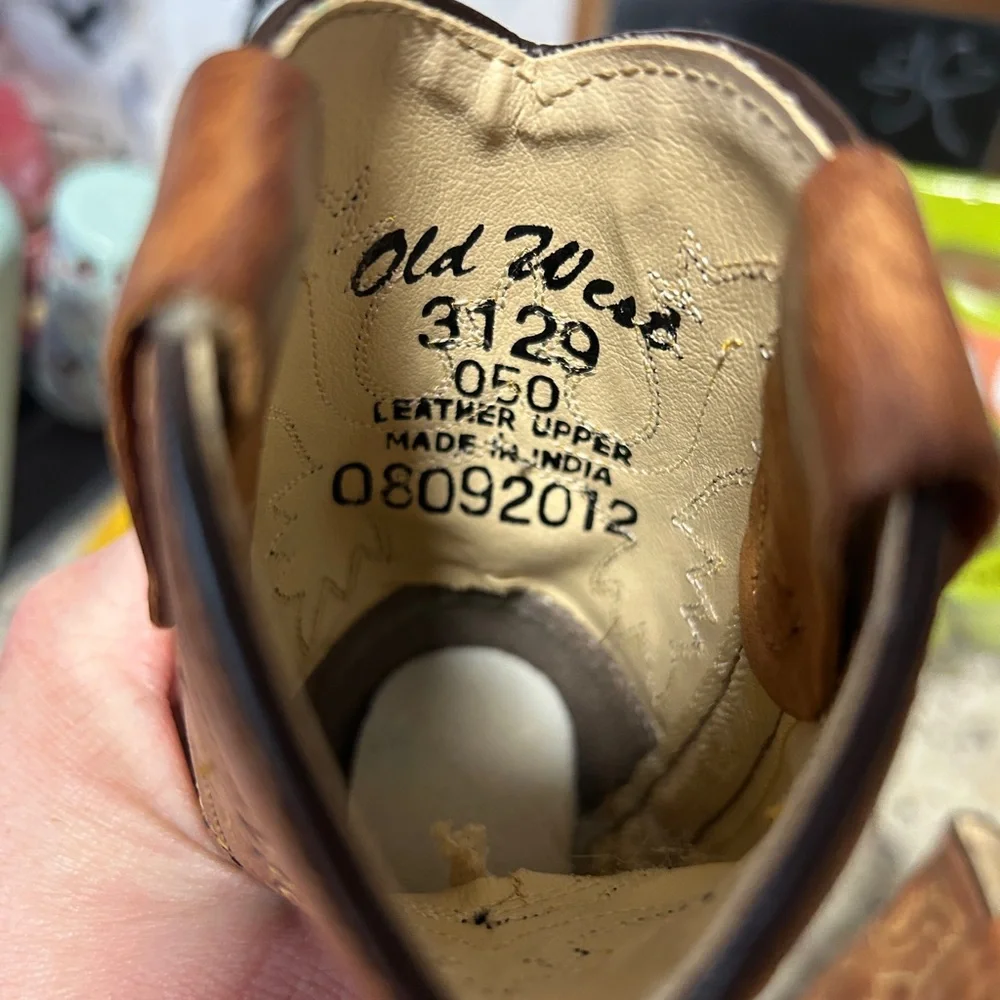 Old West
3129
050
LEATHER UPPER
MADE IN INDIA
08092012